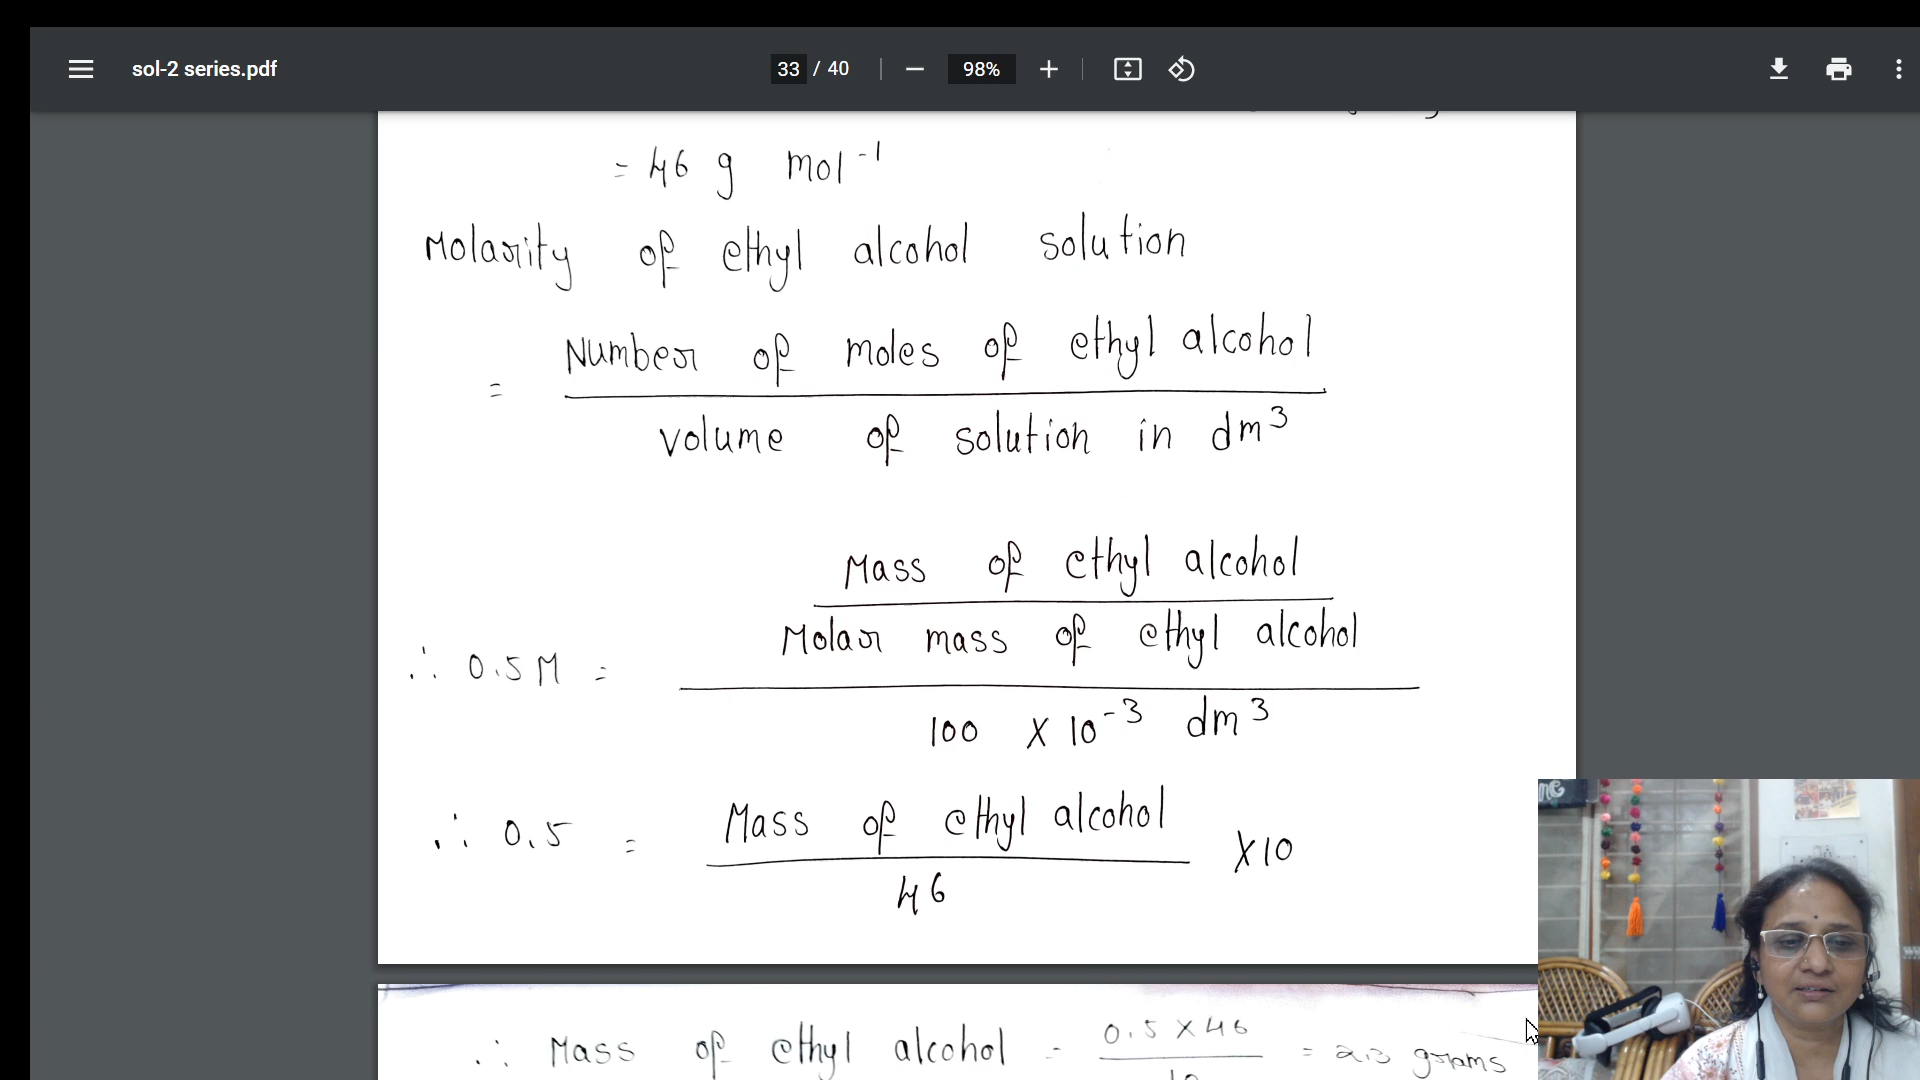 sol-2 series.pdf
33 / 40
98%
= 46 g mol⁻¹
Molarity of ethyl alcohol solution
= Number of moles of ethyl alcohol
volume of solution in dm³
Mass of ethyl alcohol
Molar mass of ethyl alcohol
∴ 0.5 M =
100 × 10⁻³ dm³
∴ 0.5 = Mass of ethyl alcohol × 10
46
∴ Mass of ethyl alcohol = 0.5 × 46 = 2.3 grams
10